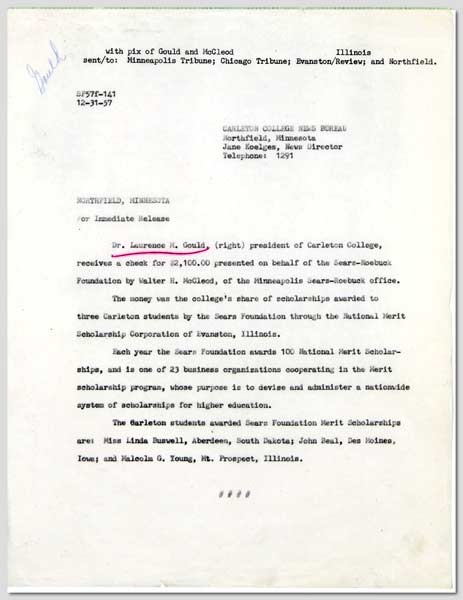 Gould
with pix of Gould and McCleod Illinois
sent/to: Minneapolis Tribune; Chicago Tribune; Evanston/Review; and Northfield.
SF57f-141
12-31-57
CARLETON COLLEGE NEWS BUREAU
Northfield, Minnesota
Jane Koelges, News Director
Telephone: 1291
NORTHFIELD, MINNESOTA
For Immediate Release
Dr. Laurence M. Gould, (right) president of Carleton College,
receives a check for $2,100.00 presented on behalf of the Sears-Roebuck
Foundation by Walter H. McCleod, of the Minneapolis Sears-Roebuck office.
The money was the college's share of scholarships awarded to
three Carleton students by the Sears Foundation through the National Merit
Scholarship Corporation of Evanston, Illinois.
Each year the Sears Foundation awards 100 National Merit Scholar-
ships, and is one of 23 business organizations cooperating in the Merit
scholarship program, whose purpose is to devise and administer a nationwide
system of scholarships for higher education.
The Carleton students awarded Sears Foundation Merit Scholarships
are: Miss Linda Buswell, Aberdeen, South Dakota; John Beal, Des Moines,
Iowa; and Malcolm G. Young, Mt. Prospect, Illinois.
####